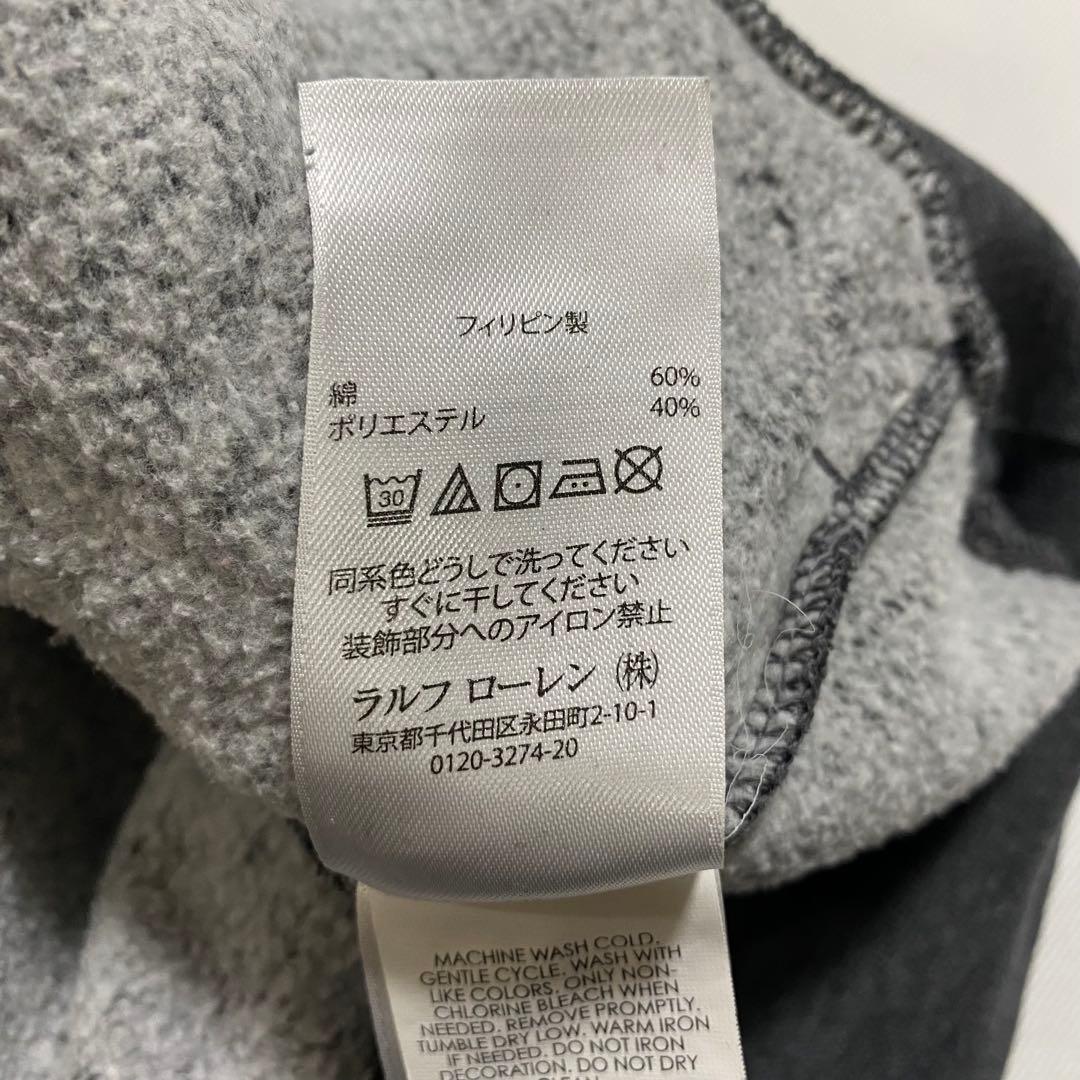 フィリピン製
綿 60%
ポリエステル 40%
30
同系色どうしで洗ってください
すぐに干してください
装飾部分へのアイロン禁止
ラルフ ローレン (株)
東京都千代田区永田町2-10-1
0120-3274-20
MACHINE WASH COLD.
GENTLE CYCLE. WASH WITH
LIKE COLORS. ONLY NON-
CHLORINE BLEACH WHEN
NEEDED. REMOVE PROMPTLY.
TUMBLE DRY LOW. WARM IRON
IF NEEDED. DO NOT IRON
DECORATION. DO NOT DRY
CLEAN